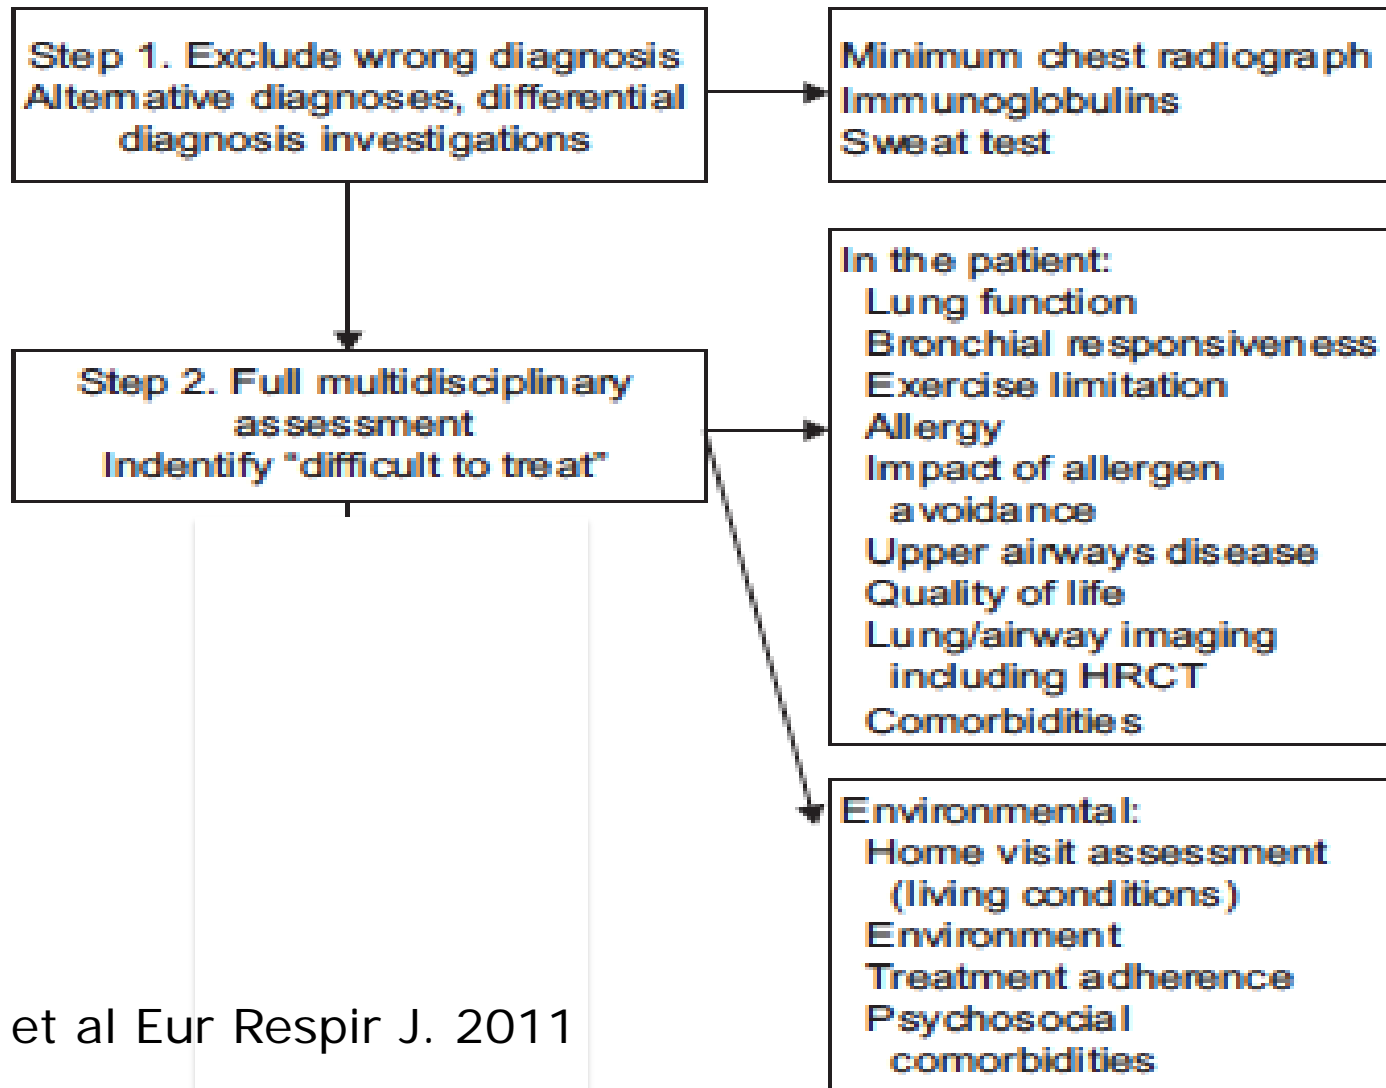 Step 1. Exclude wrong diagnosis
Alternative diagnoses, differential
diagnosis investigations
Minimum chest radiograph
Immunoglobulins
Sweat test
Step 2. Full multidisciplinary
assessment
Indentify "difficult to treat"
In the patient:
Lung function
Bronchial responsiveness
Exercise limitation
Allergy
Impact of allergen
avoidance
Upper airways disease
Quality of life
Lung/airway imaging
including HRCT
Comorbidities
Environmental:
Home visit assessment
(living conditions)
Environment
Treatment adherence
Psychosocial
comorbidities
et al Eur Respir J. 2011